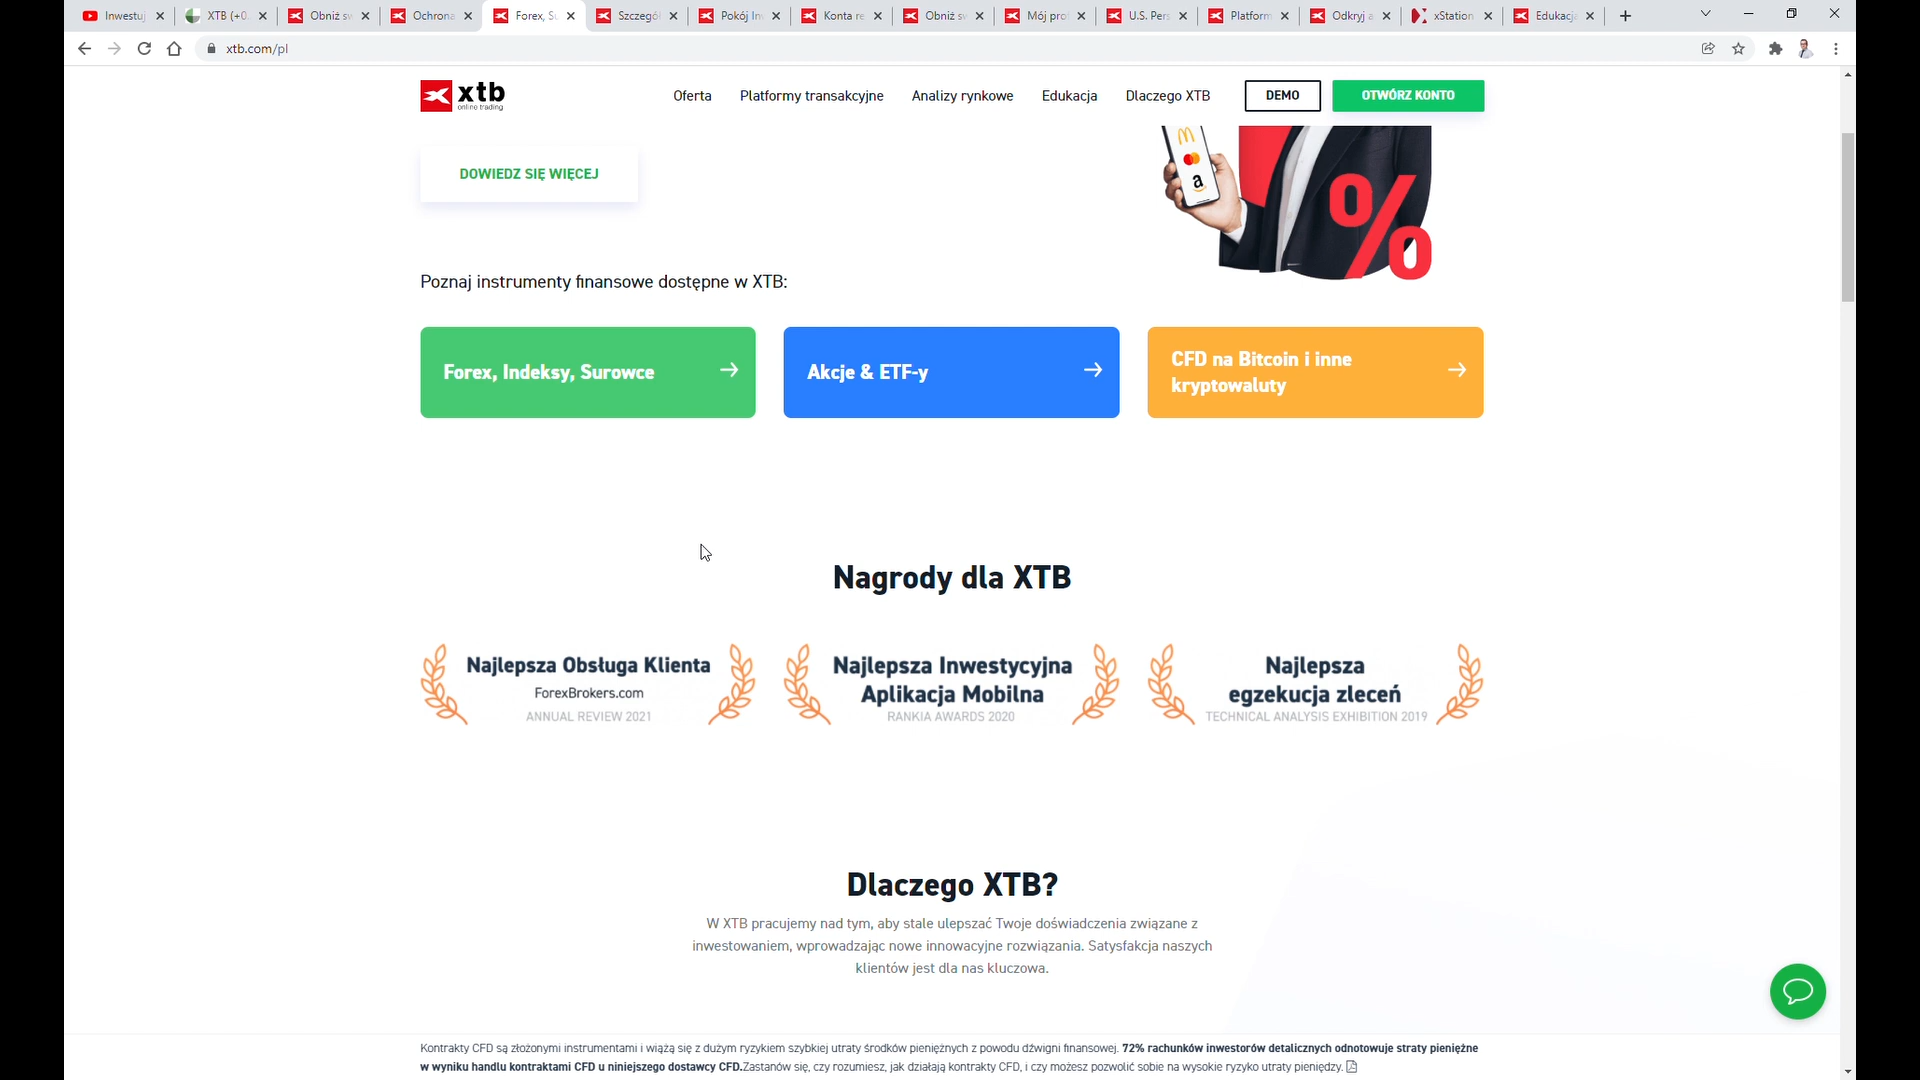 Inwestuj
XTB (+0.
Obniż sw
Ochrona
Forex, Su
Szczegół
Pokój In
Konta re
Obniż sw
Mój prof
U.S. Pers
Platform
Odkryj a
xStation
Edukacja
xtb.com/pl
xtb
online trading
Oferta
Platformy transakcyjne
Analizy rynkowe
Edukacja
Dlaczego XTB
DEMO
OTWÓRZ KONTO
DOWIEDZ SIĘ WIĘCEJ
a
%
Poznaj instrumenty finansowe dostępne w XTB:
Forex, Indeksy, Surowce
Akcje & ETF-y
CFD na Bitcoin i inne
kryptowaluty
Nagrody dla XTB
Najlepsza Obsługa Klienta
ForexBrokers.com
ANNUAL REVIEW 2021
Najlepsza Inwestycyjna
Aplikacja Mobilna
RANKIA AWARDS 2020
Najlepsza
egzekucja zleceń
TECHNICAL ANALYSIS EXHIBITION 2019
Dlaczego XTB?
W XTB pracujemy nad tym, aby stale ulepszać Twoje doświadczenia związane z
inwestowaniem, wprowadzając nowe innowacyjne rozwiązania. Satysfakcja naszych
klientów jest dla nas kluczowa.
Kontrakty CFD są złożonymi instrumentami i wiążą się z dużym ryzykiem szybkiej utraty środków pieniężnych z powodu dźwigni finansowej. 72% rachunków inwestorów detalicznych odnotowuje straty pieniężne
w wyniku handlu kontraktami CFD u niniejszego dostawcy CFD.Zastanów się, czy rozumiesz, jak działają kontrakty CFD, i czy możesz pozwolić sobie na wysokie ryzyko utraty pieniędzy.